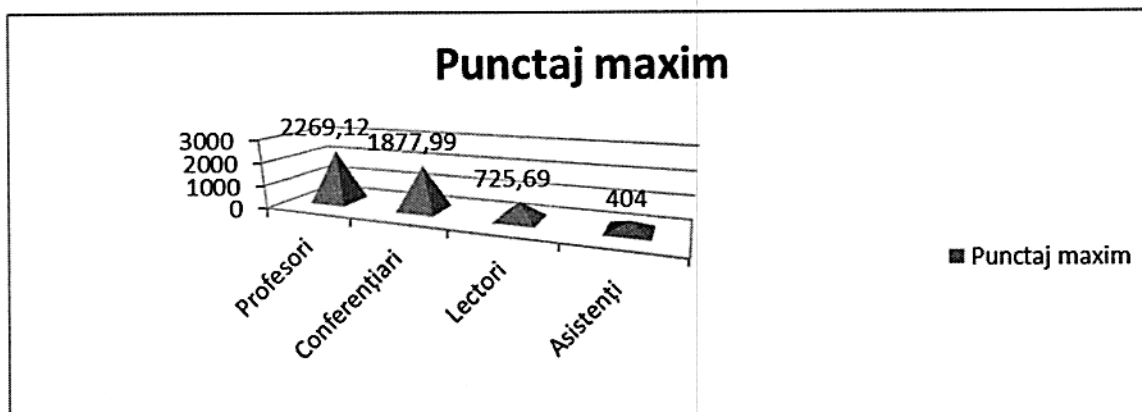 Punctaj maxim
3000
2000
1000
0
2269,12
1877,99
725,69
404
Profesori
Conferențiari
Lectori
Asistenți
Punctaj maxim